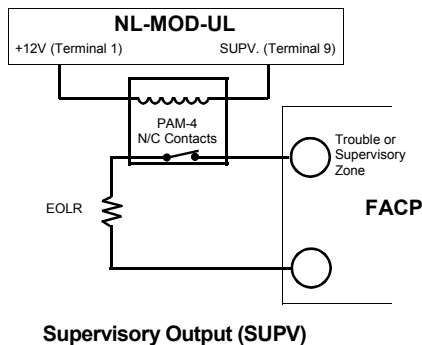 NL-MOD-UL
+12V (Terminal 1) SUPV. (Terminal 9)
PAM-4
N/C Contacts
Trouble or
Supervisory
Zone
EOLR
FACP
Supervisory Output (SUPV)